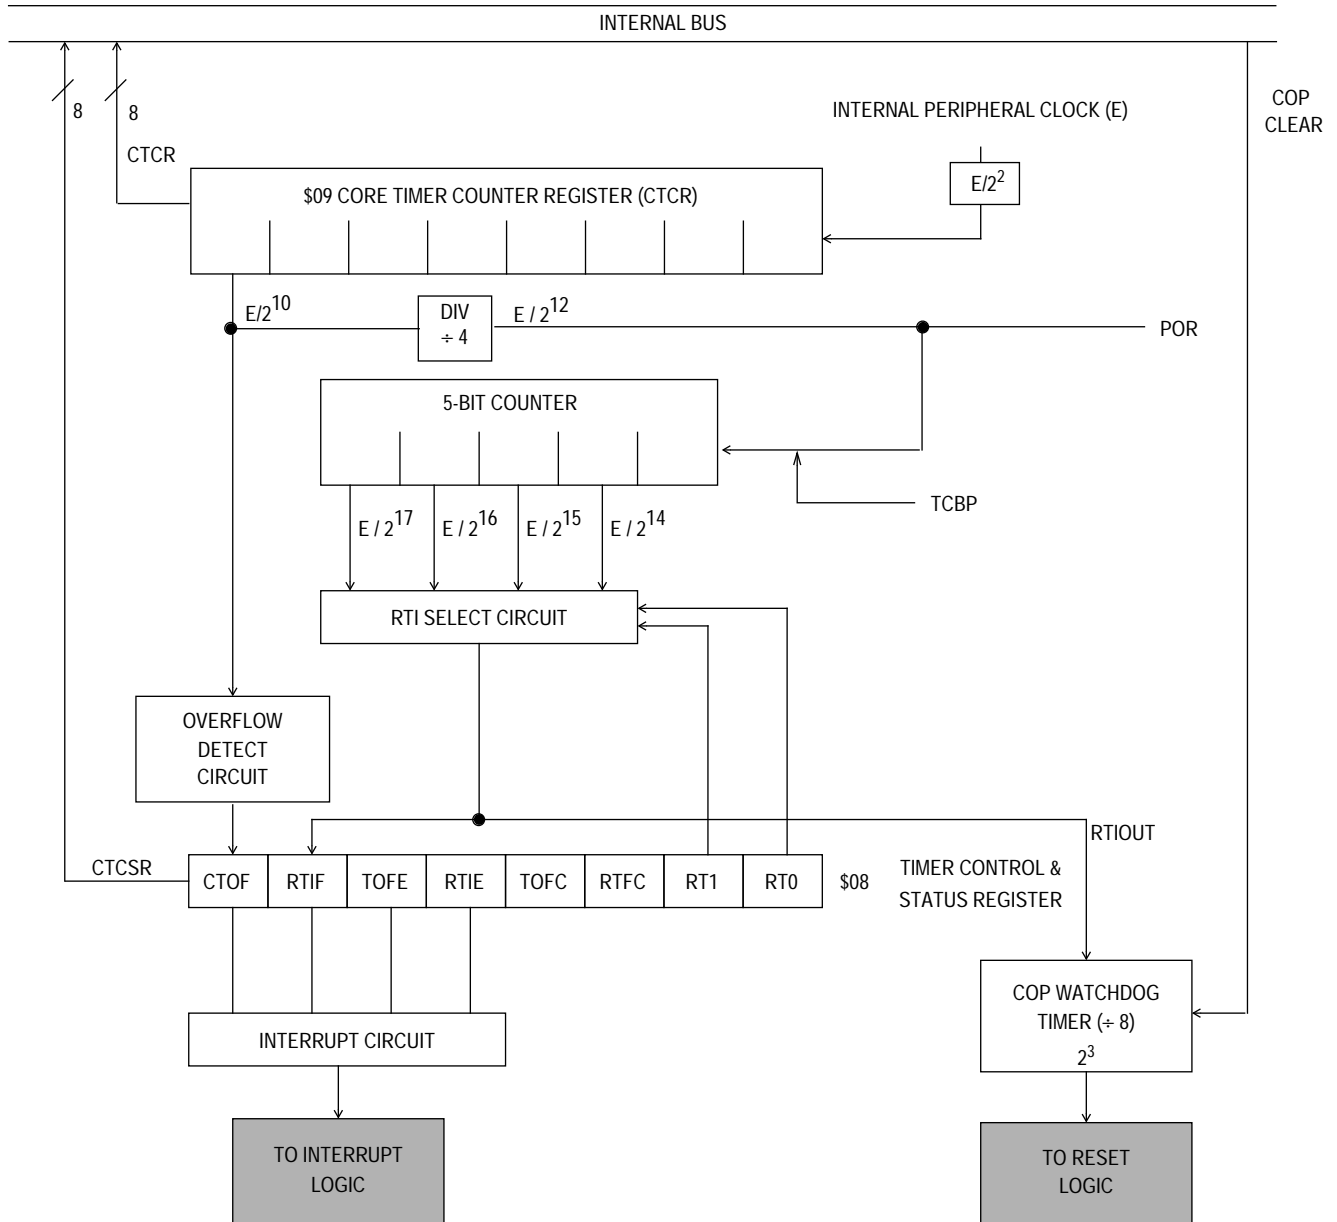 INTERNAL BUS
8
8
CTCR
INTERNAL PERIPHERAL CLOCK (E)
COP
CLEAR
E/2²
$09 CORE TIMER COUNTER REGISTER (CTCR)
E/2¹⁰
DIV
÷ 4
E / 2¹²
POR
5-BIT COUNTER
TCBP
E / 2¹⁷
E / 2¹⁶
E / 2¹⁵
E / 2¹⁴
RTI SELECT CIRCUIT
OVERFLOW
DETECT
CIRCUIT
RTIOUT
CTCSR
CTOF
RTIF
TOFE
RTIE
TOFC
RTFC
RT1
RT0
$08
TIMER CONTROL &
STATUS REGISTER
COP WATCHDOG
TIMER (÷ 8)
2³
INTERRUPT CIRCUIT
TO INTERRUPT
LOGIC
TO RESET
LOGIC